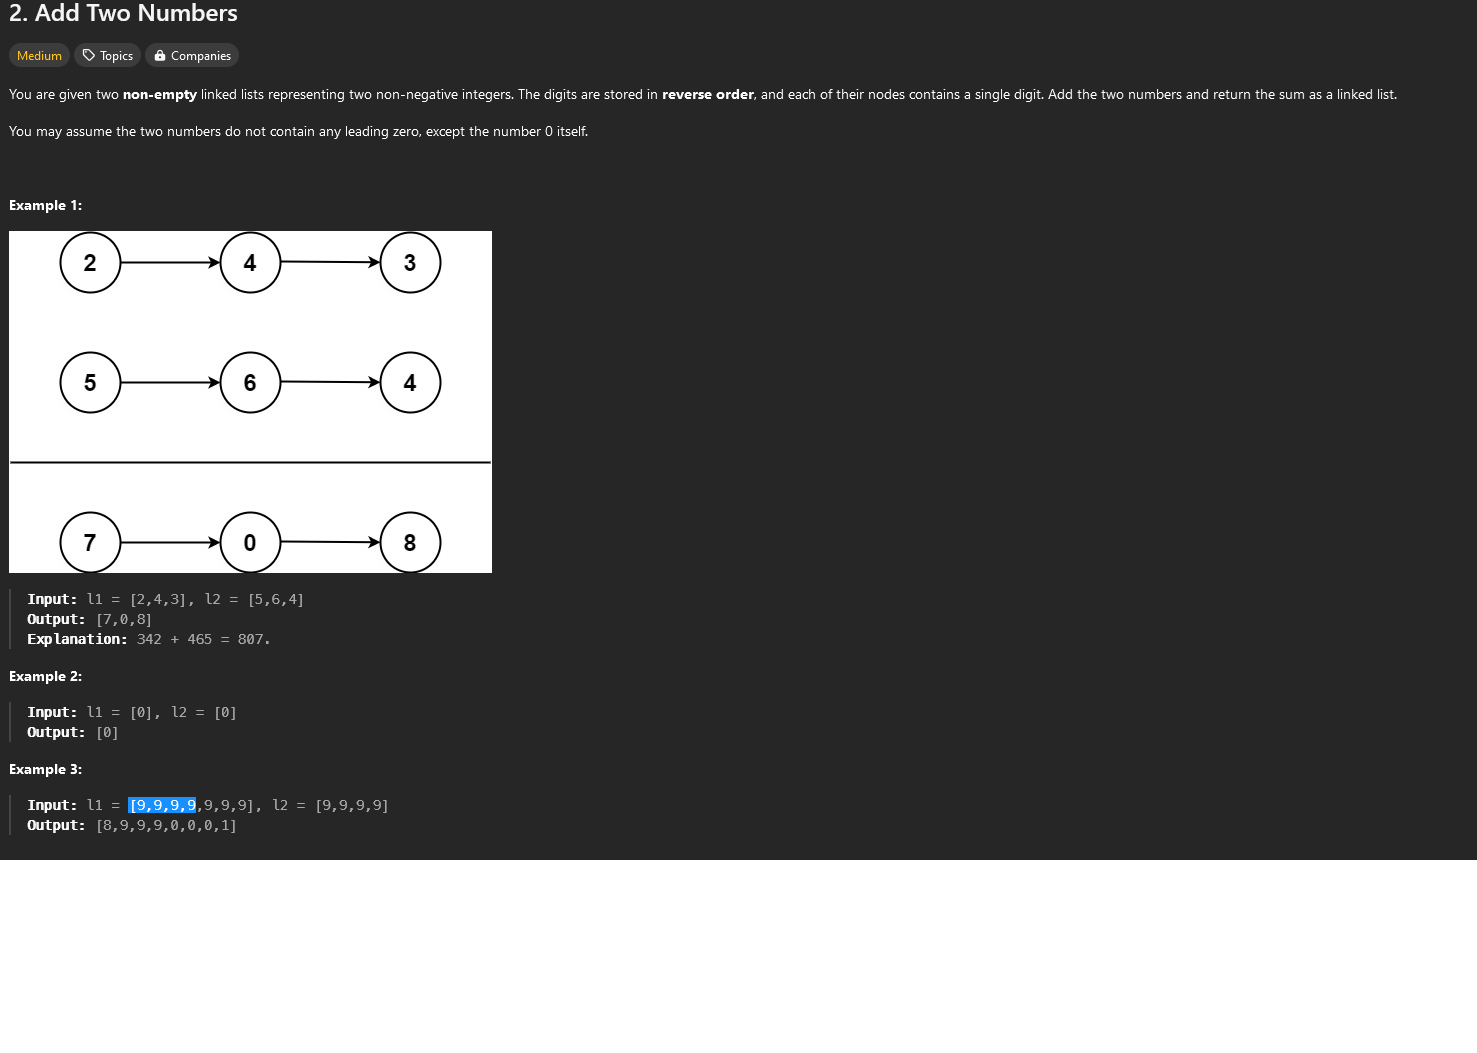 2. Add Two Numbers
Medium Topics Companies
You are given two non-empty linked lists representing two non-negative integers. The digits are stored in reverse order, and each of their nodes contains a single digit. Add the two numbers and return the sum as a linked list.
You may assume the two numbers do not contain any leading zero, except the number 0 itself.
Example 1:
2 4 3
5 6 4
7 0 8
Input: l1 = [2,4,3], l2 = [5,6,4]
Output: [7,0,8]
Explanation: 342 + 465 = 807.
Example 2:
Input: l1 = [0], l2 = [0]
Output: [0]
Example 3:
Input: l1 = [9,9,9,9,9,9,9], l2 = [9,9,9,9]
Output: [8,9,9,9,0,0,0,1]